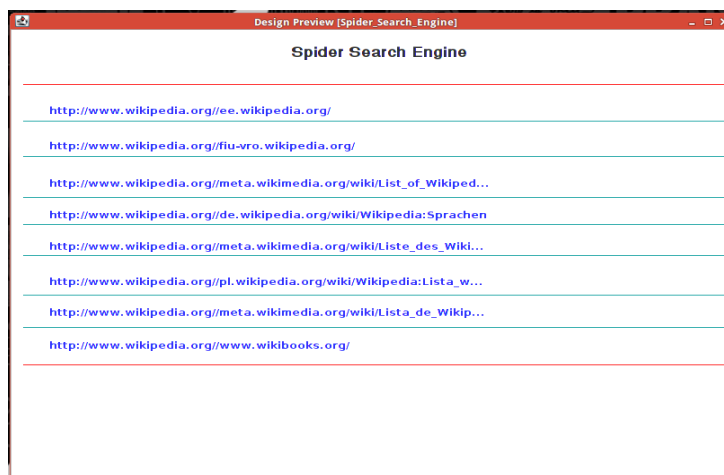 Design Preview [Spider_Search_Engine]
Spider Search Engine
http://www.wikipedia.org//ee.wikipedia.org/
http://www.wikipedia.org//fiu-vro.wikipedia.org/
http://www.wikipedia.org//meta.wikimedia.org/wiki/List_of_Wikiped...
http://www.wikipedia.org//de.wikipedia.org/wiki/Wikipedia:Sprachen
http://www.wikipedia.org//meta.wikimedia.org/wiki/Liste_des_Wiki...
http://www.wikipedia.org//pl.wikipedia.org/wiki/Wikipedia:Lista_w...
http://www.wikipedia.org//meta.wikimedia.org/wiki/Lista_de_Wikip...
http://www.wikipedia.org//www.wikibooks.org/